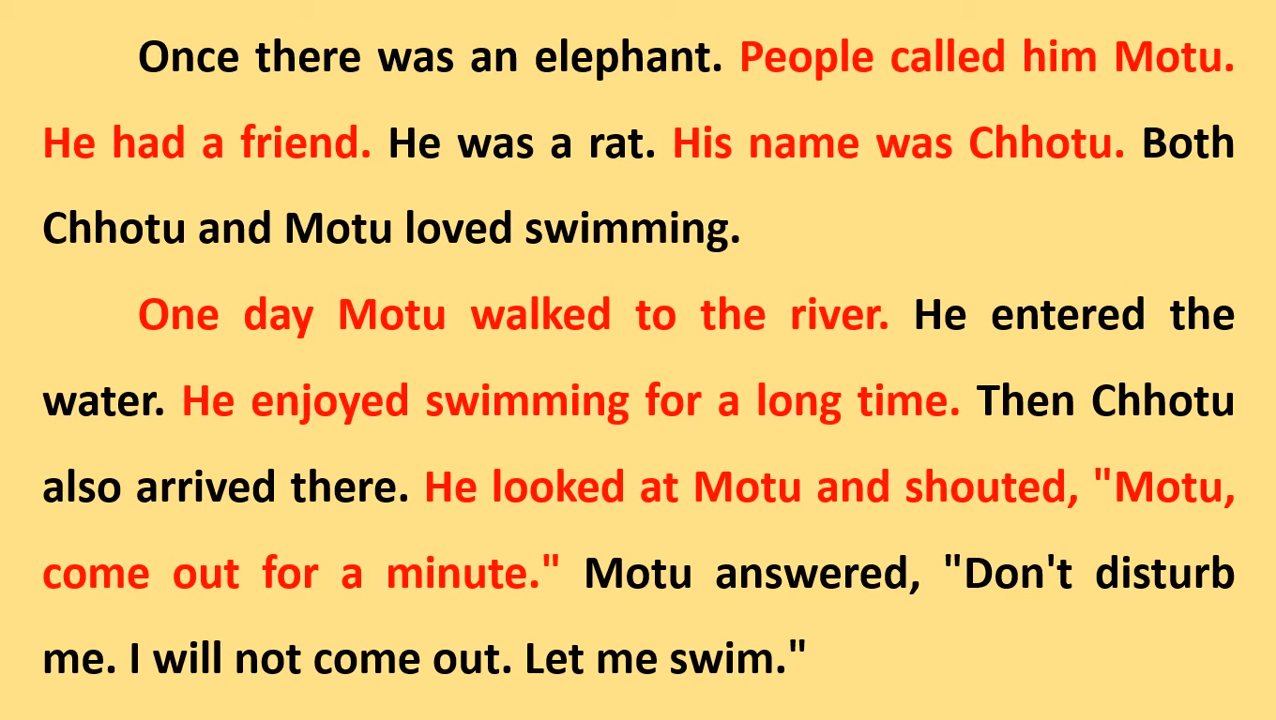 Once there was an elephant. People called him Motu.
He had a friend. He was a rat. His name was Chhotu. Both
Chhotu and Motu loved swimming.
One day Motu walked to the river. He entered the
water. He enjoyed swimming for a long time. Then Chhotu
also arrived there. He looked at Motu and shouted, "Motu,
come out for a minute." Motu answered, "Don't disturb
me. I will not come out. Let me swim."